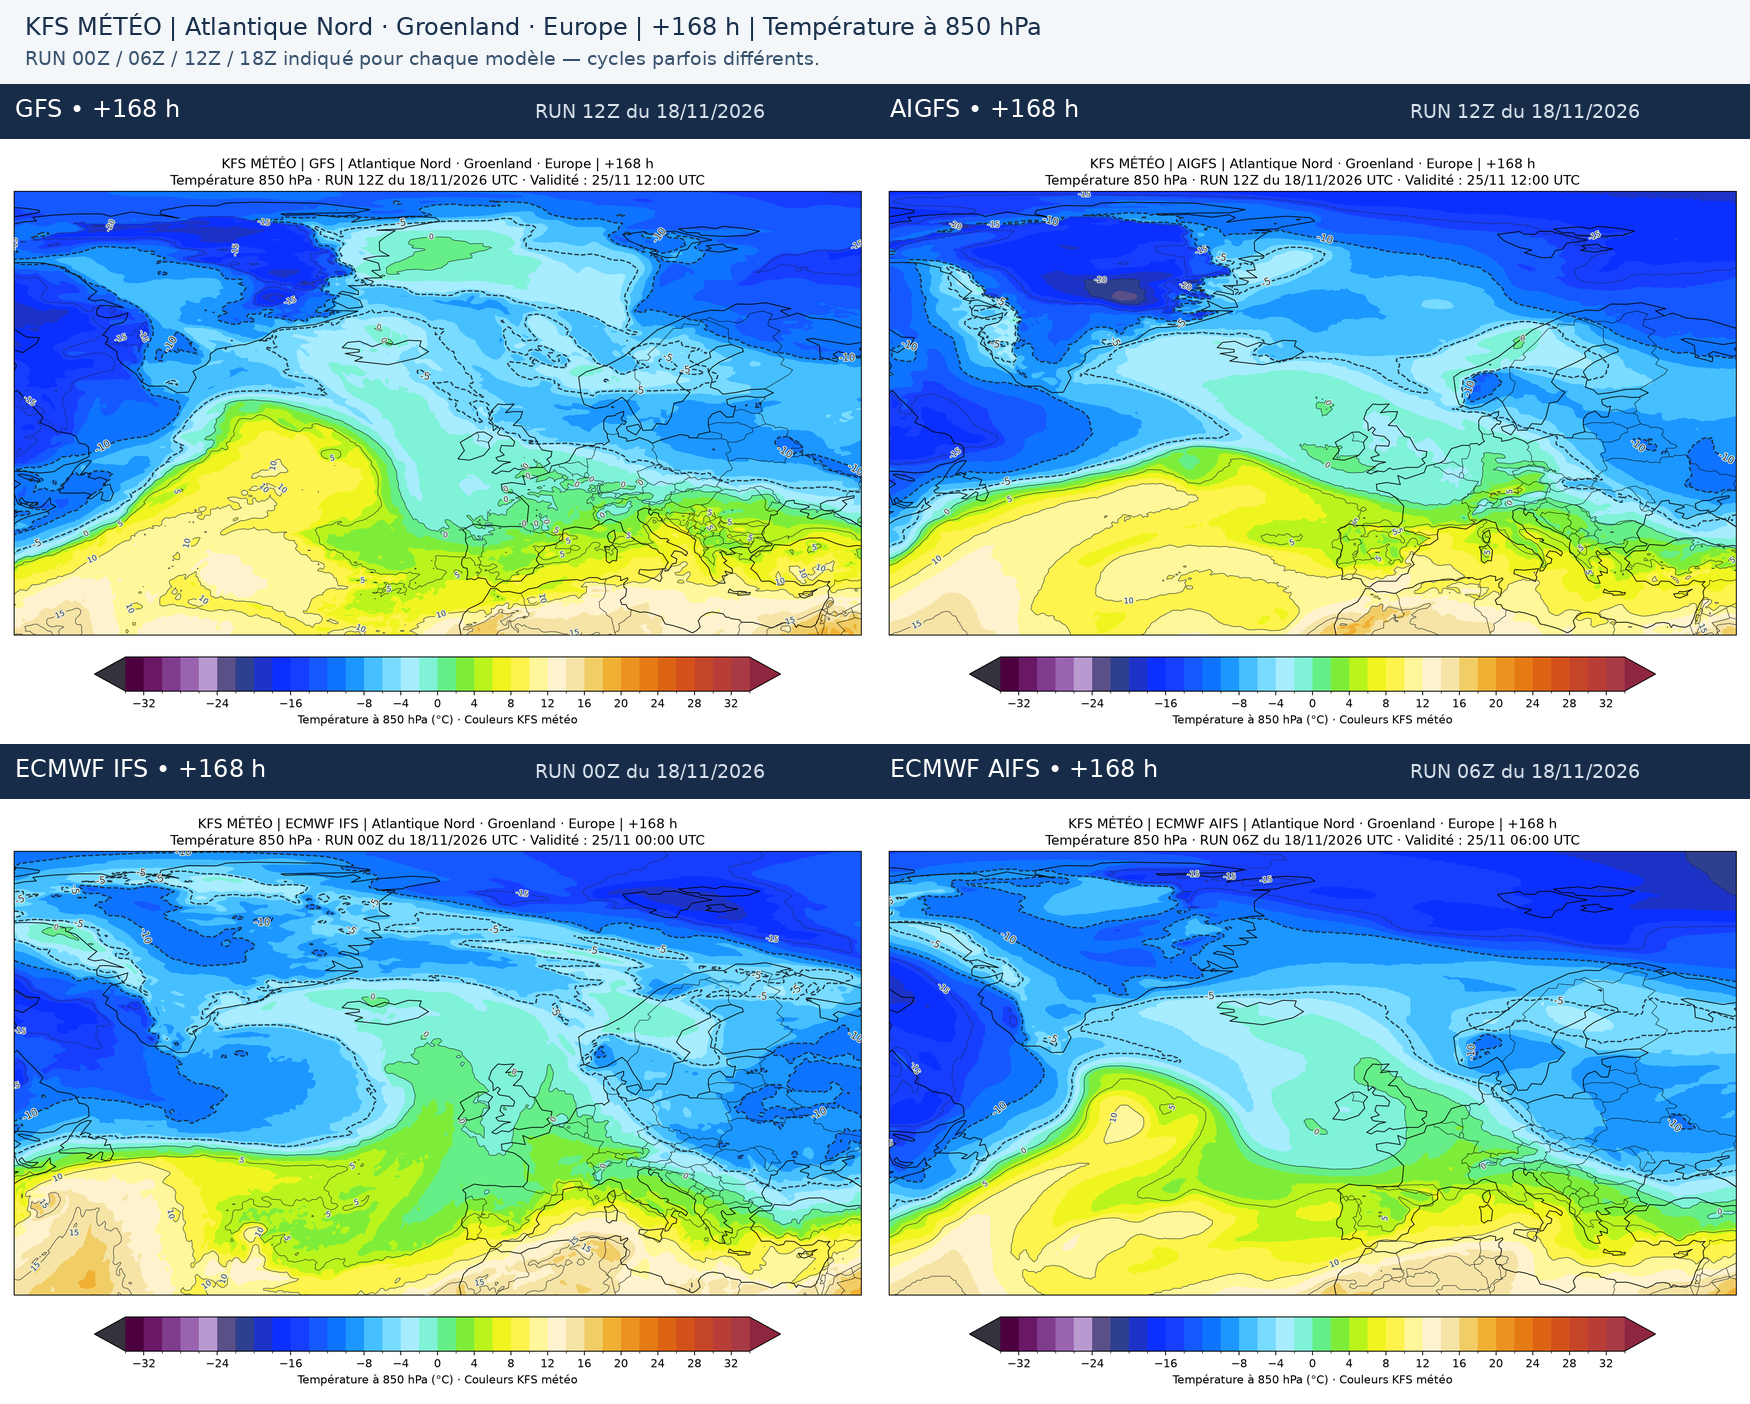 KFS MÉTÉO | Atlantique Nord · Groenland · Europe | +168 h | Température à 850 hPa
RUN 00Z / 06Z / 12Z / 18Z indiqué pour chaque modèle — cycles parfois différents.
GFS • +168 h
RUN 12Z du 18/11/2026
KFS MÉTÉO | GFS | Atlantique Nord · Groenland · Europe | +168 h
Température 850 hPa · RUN 12Z du 18/11/2026 UTC · Validité : 25/11 12:00 UTC
−32 −24 −16 −8 −4 0 4 8 12 16 20 24 28 32
Température à 850 hPa (°C) · Couleurs KFS météo
AIGFS • +168 h
RUN 12Z du 18/11/2026
KFS MÉTÉO | AIGFS | Atlantique Nord · Groenland · Europe | +168 h
Température 850 hPa · RUN 12Z du 18/11/2026 UTC · Validité : 25/11 12:00 UTC
−32 −24 −16 −8 −4 0 4 8 12 16 20 24 28 32
Température à 850 hPa (°C) · Couleurs KFS météo
ECMWF IFS • +168 h
RUN 00Z du 18/11/2026
KFS MÉTÉO | ECMWF IFS | Atlantique Nord · Groenland · Europe | +168 h
Température 850 hPa · RUN 00Z du 18/11/2026 UTC · Validité : 25/11 00:00 UTC
−32 −24 −16 −8 −4 0 4 8 12 16 20 24 28 32
Température à 850 hPa (°C) · Couleurs KFS météo
ECMWF AIFS • +168 h
RUN 06Z du 18/11/2026
KFS MÉTÉO | ECMWF AIFS | Atlantique Nord · Groenland · Europe | +168 h
Température 850 hPa · RUN 06Z du 18/11/2026 UTC · Validité : 25/11 06:00 UTC
−32 −24 −16 −8 −4 0 4 8 12 16 20 24 28 32
Température à 850 hPa (°C) · Couleurs KFS météo